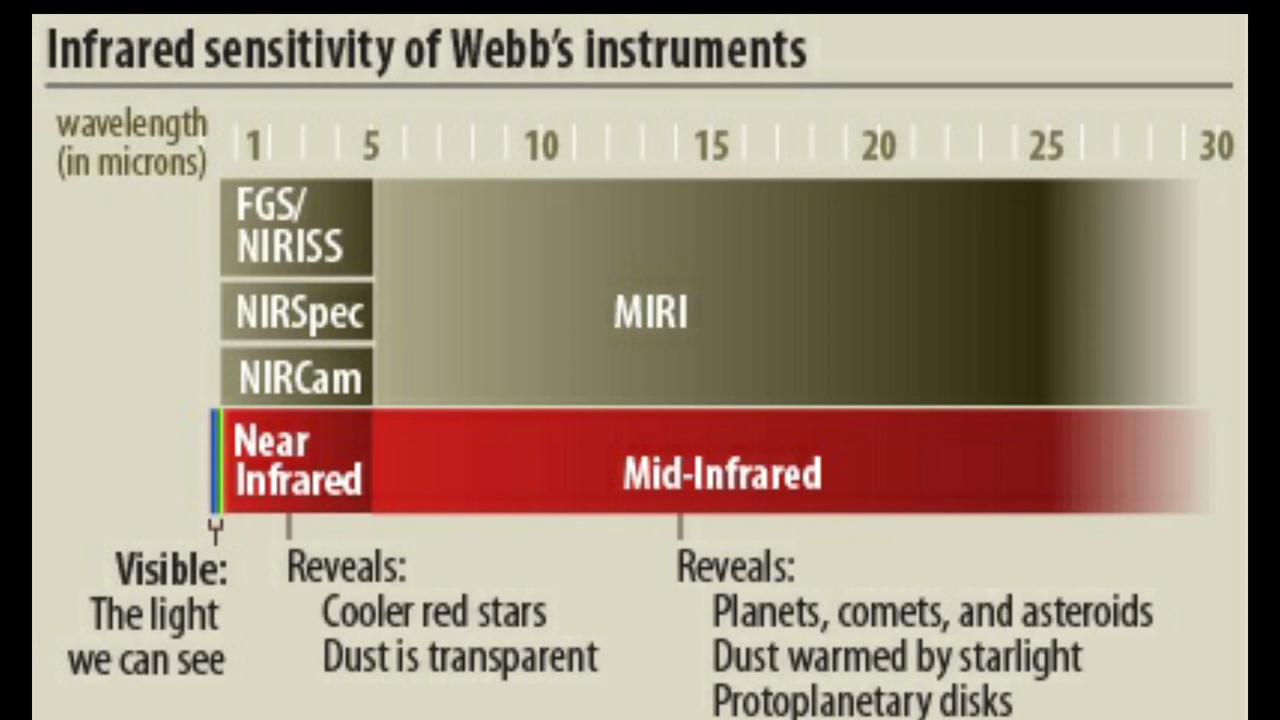 Infrared sensitivity of Webb's instruments
wavelength
(in microns)
1 5 10 15 20 25 30
FGS/
NIRISS
NIRSpec
MIRI
NIRCam
Near
Infrared
Mid-Infrared
Visible:
The light
we can see
Reveals:
Cooler red stars
Dust is transparent
Reveals:
Planets, comets, and asteroids
Dust warmed by starlight
Protoplanetary disks